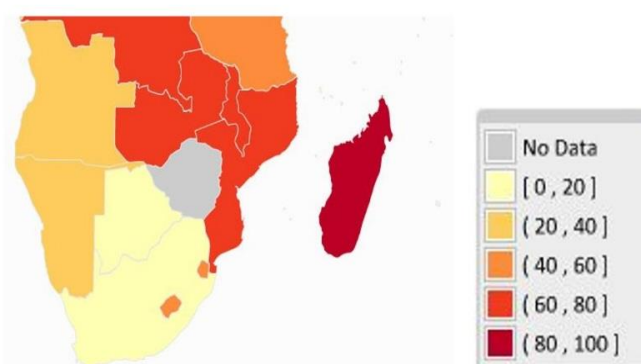 No Data
[ 0 , 20 ]
( 20 , 40 ]
( 40 , 60 ]
( 60 , 80 ]
( 80 , 100 ]